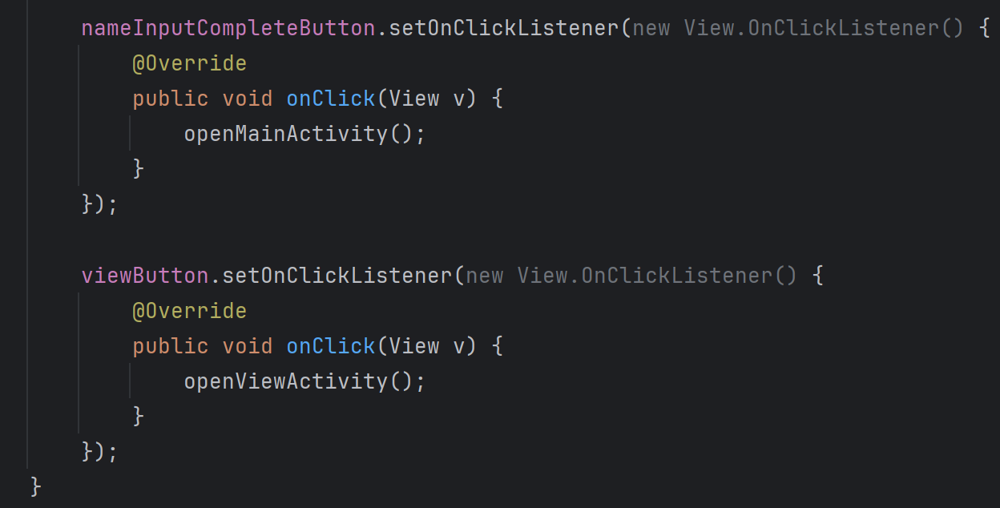 nameInputCompleteButton.setOnClickListener(new View.OnClickListener() {
@Override
public void onClick(View v) {
openMainActivity();
}
});
viewButton.setOnClickListener(new View.OnClickListener() {
@Override
public void onClick(View v) {
openViewActivity();
}
});
}